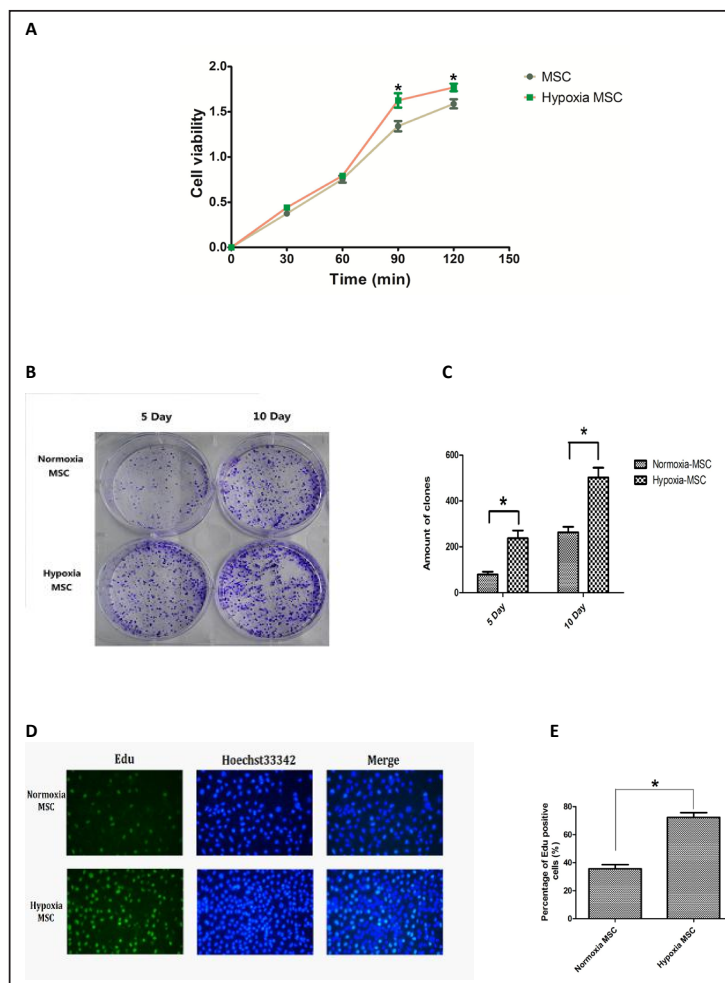 A
2.0
1.5
1.0
0.5
0.0
Cell viability
0 30 60 90 120 150
Time (min)
* *
MSC
Hypoxia MSC
B
5 Day 10 Day
Normoxia
MSC
Hypoxia
MSC
C
600
400
200
0
Amount of clones
* *
5 Day 10 Day
Normoxia-MSC
Hypoxia-MSC
D
Edu Hoechst33342 Merge
Normoxia
MSC
Hypoxia
MSC
E
80
60
40
20
0
Percentage of Edu positive
cells (%)
*
Normoxia MSC Hypoxia MSC